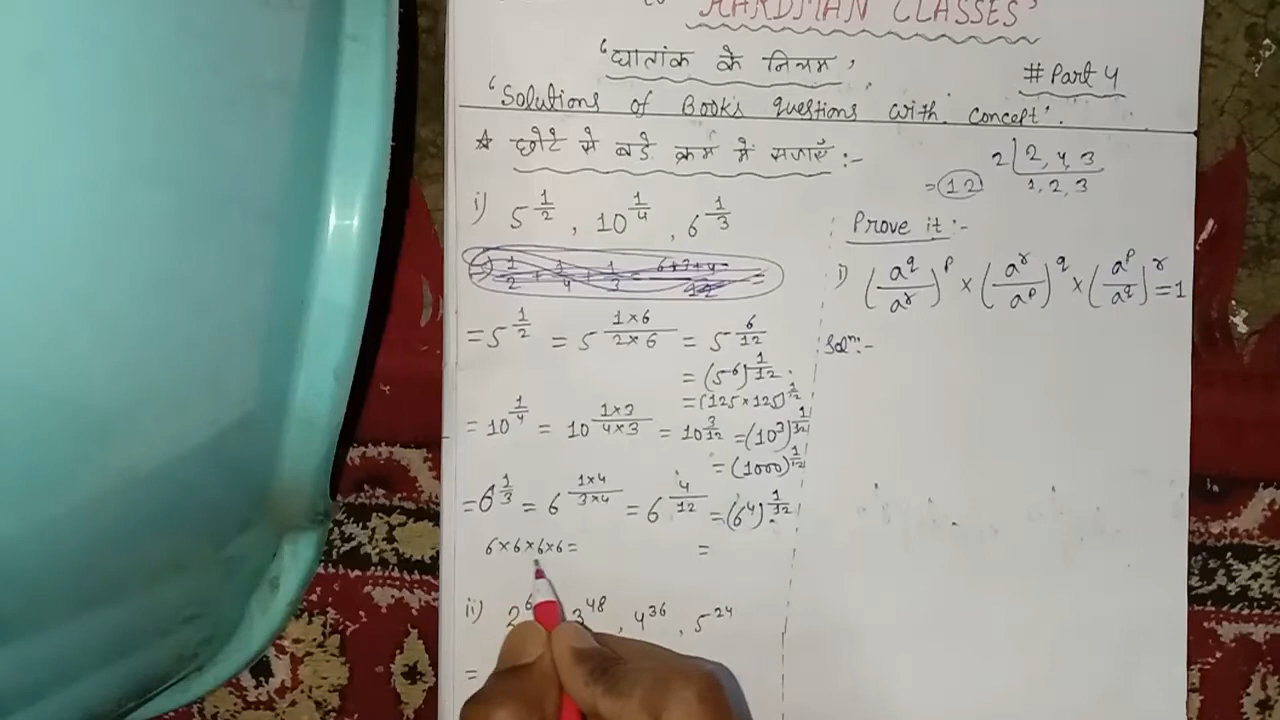 HARDMAN CLASSES'
'घातांक के नियम'
# Part 4
'Solutions of Book's questions with concept'.
☆ छोटे से बड़े क्रम में सजाएँ :-
i) 5^{1/2}, 10^{1/4}, 6^{1/3}
= 5^{1/2} = 5^{(1×6)/(2×6)} = 5^{6/12}
= (5^6)^{1/12}
= (125×125)^{1/12}
= 10^{1/4} = 10^{(1×3)/(4×3)} = 10^{3/12} = (10^3)^{1/12}
= (1000)^{1/12}
= 6^{1/3} = 6^{(1×4)/(3×4)} = 6^{4/12} = (6^4)^{1/12}
6×6×6×6 =
=
ii) 2^6 3^{48}, 4^{36}, 5^{24}
=
2 | 2, 4, 3
1, 2, 3
= 12
Prove it :-
i) (a^q/a^r)^p × (a^r/a^p)^q × (a^p/a^q)^r = 1
Solⁿ :-